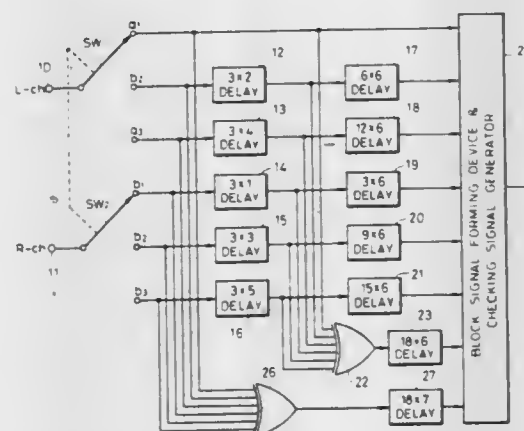 a1
SW
10
L-ch
12
17
2
b2
3×2
DELAY
6×6
DELAY
13
18
a3
3×4
DELAY
12×6
DELAY
14
19
b1
3×1
DELAY
3×6
DELAY
9
SW2
15
20
b2
3×3
DELAY
9×6
DELAY
R-ch
11
21
b3
3×5
DELAY
15×6
DELAY
16
23
18×6
DELAY
22
26
27
18×7
DELAY
BLOCK SIGNAL FORMING DEVICE &
CHECKING SIGNAL GENERATOR